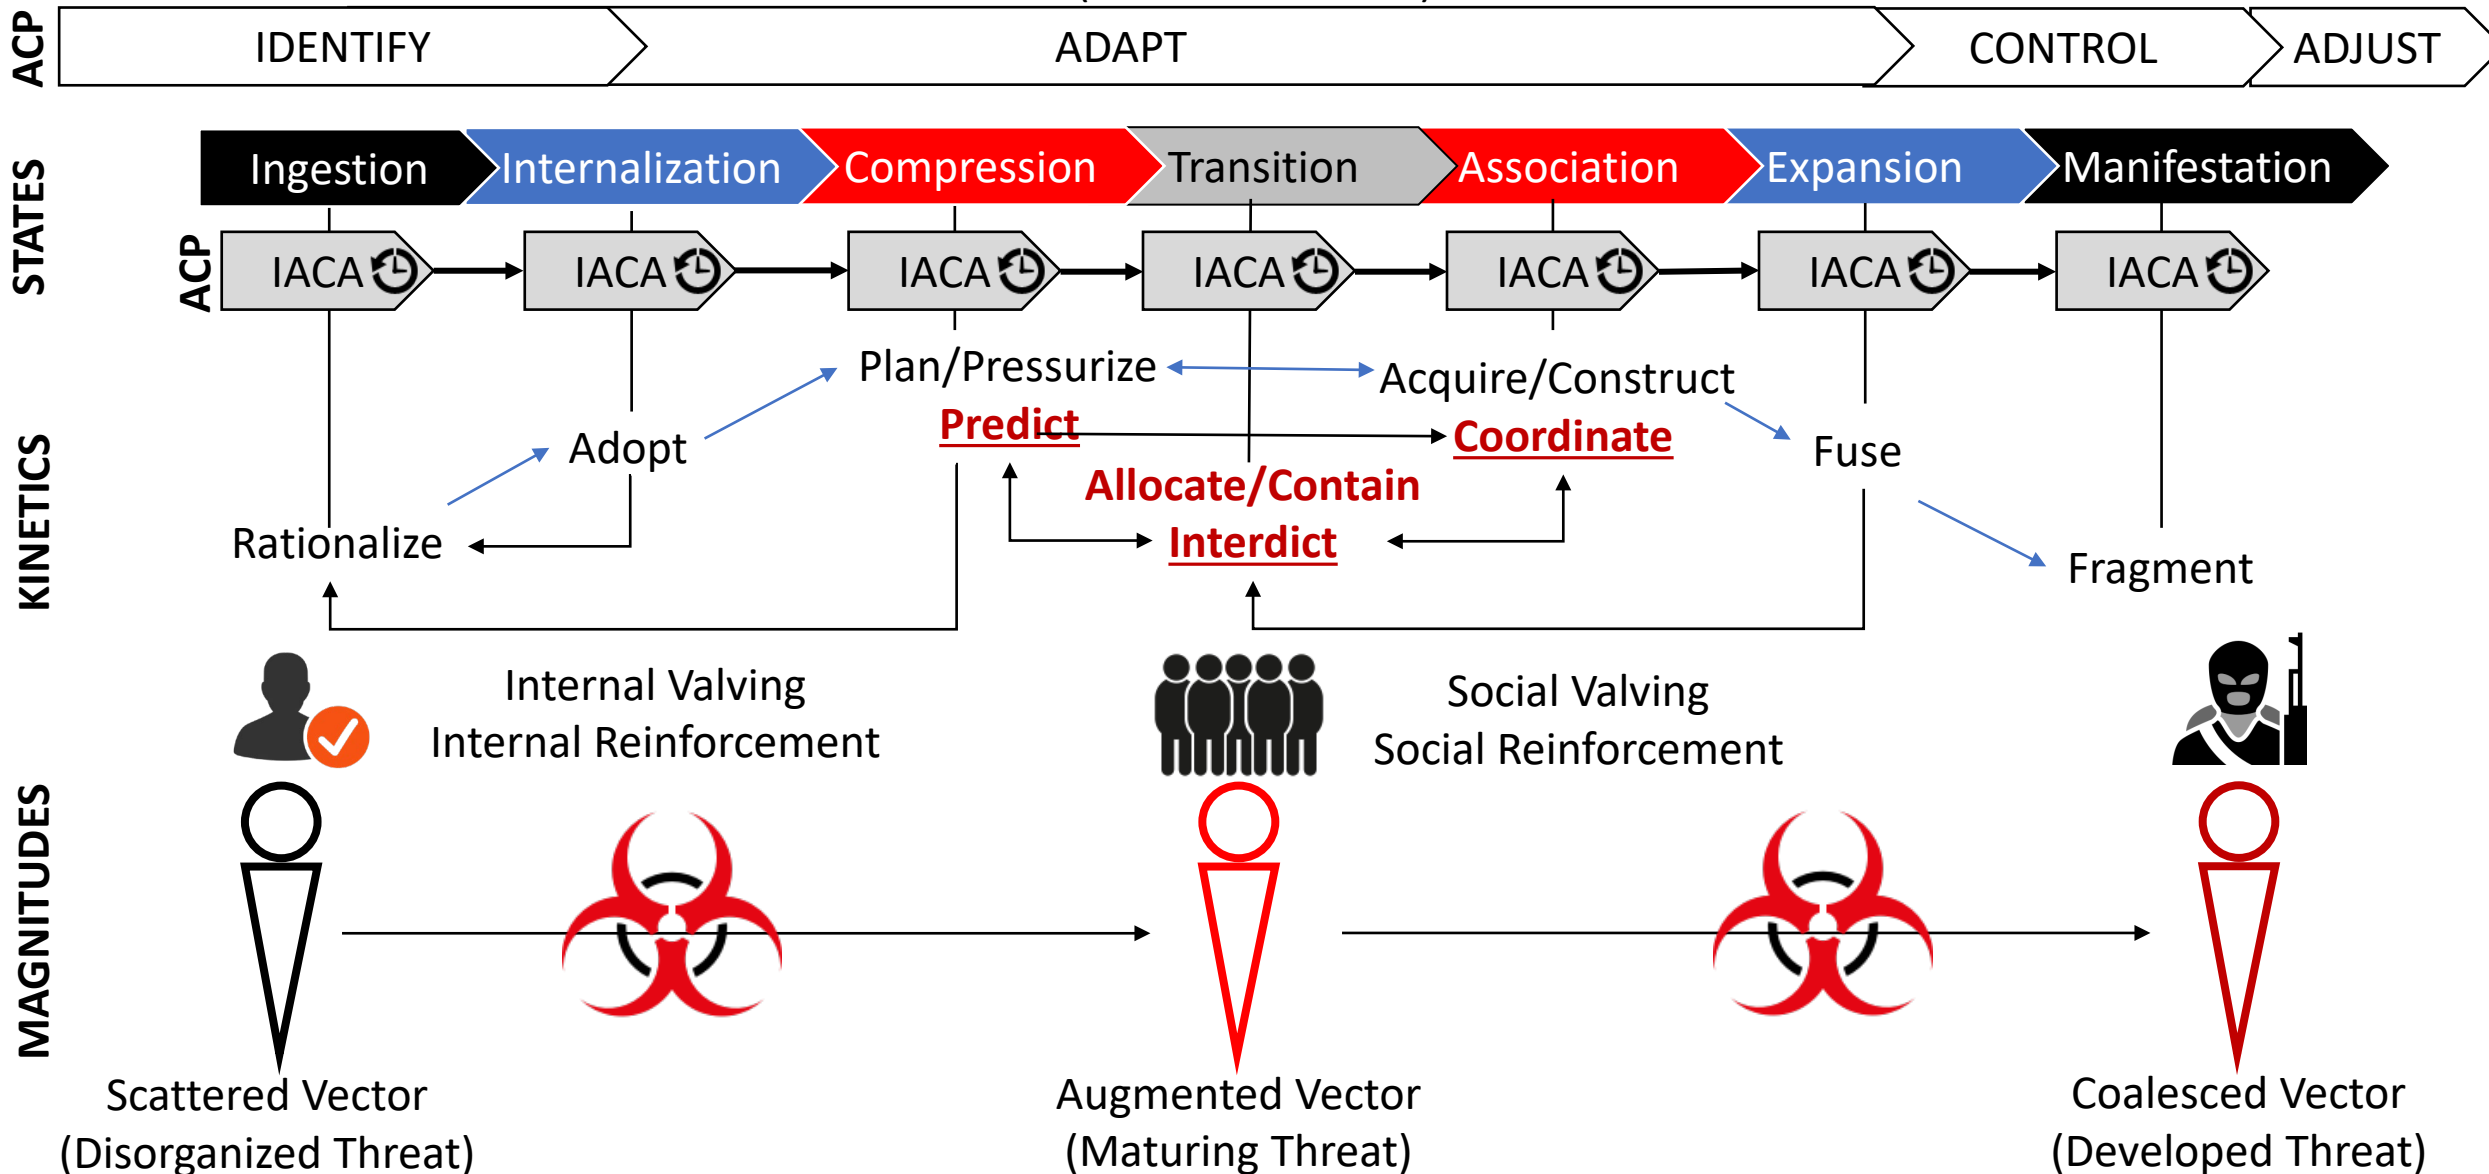 ACP
IDENTIFY
ADAPT
CONTROL
ADJUST
STATES
Ingestion
Internalization
Compression
Transition
Association
Expansion
Manifestation
ACP
IACA
IACA
IACA
IACA
IACA
IACA
IACA
KINETICS
Plan/Pressurize
Acquire/Construct
Predict
Coordinate
Adopt
Fuse
Allocate/Contain
Interdict
Rationalize
Fragment
Internal Valving
Internal Reinforcement
Social Valving
Social Reinforcement
MAGNITUDES
Scattered Vector
(Disorganized Threat)
Augmented Vector
(Maturing Threat)
Coalesced Vector
(Developed Threat)